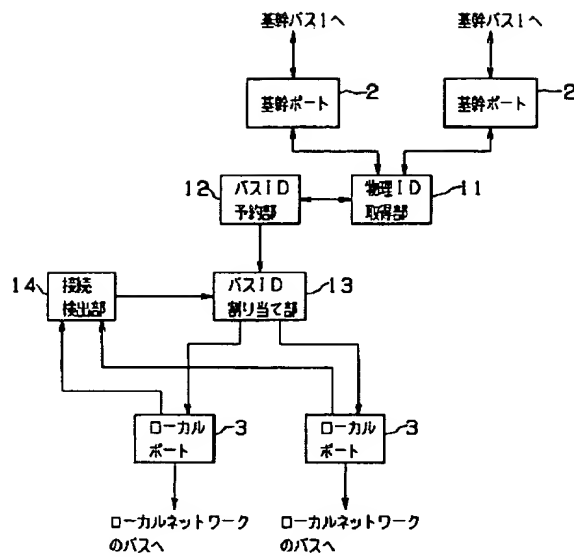 基幹バス1へ
基幹バス1へ
基幹ポート
2
基幹ポート
2
12
バスID
予約部
物理ID
取得部
11
14
接続
検出部
バスID
割り当て部
13
ローカル
ポート
3
ローカル
ポート
3
ローカルネットワーク
のバスへ
ローカルネットワーク
のバスへ